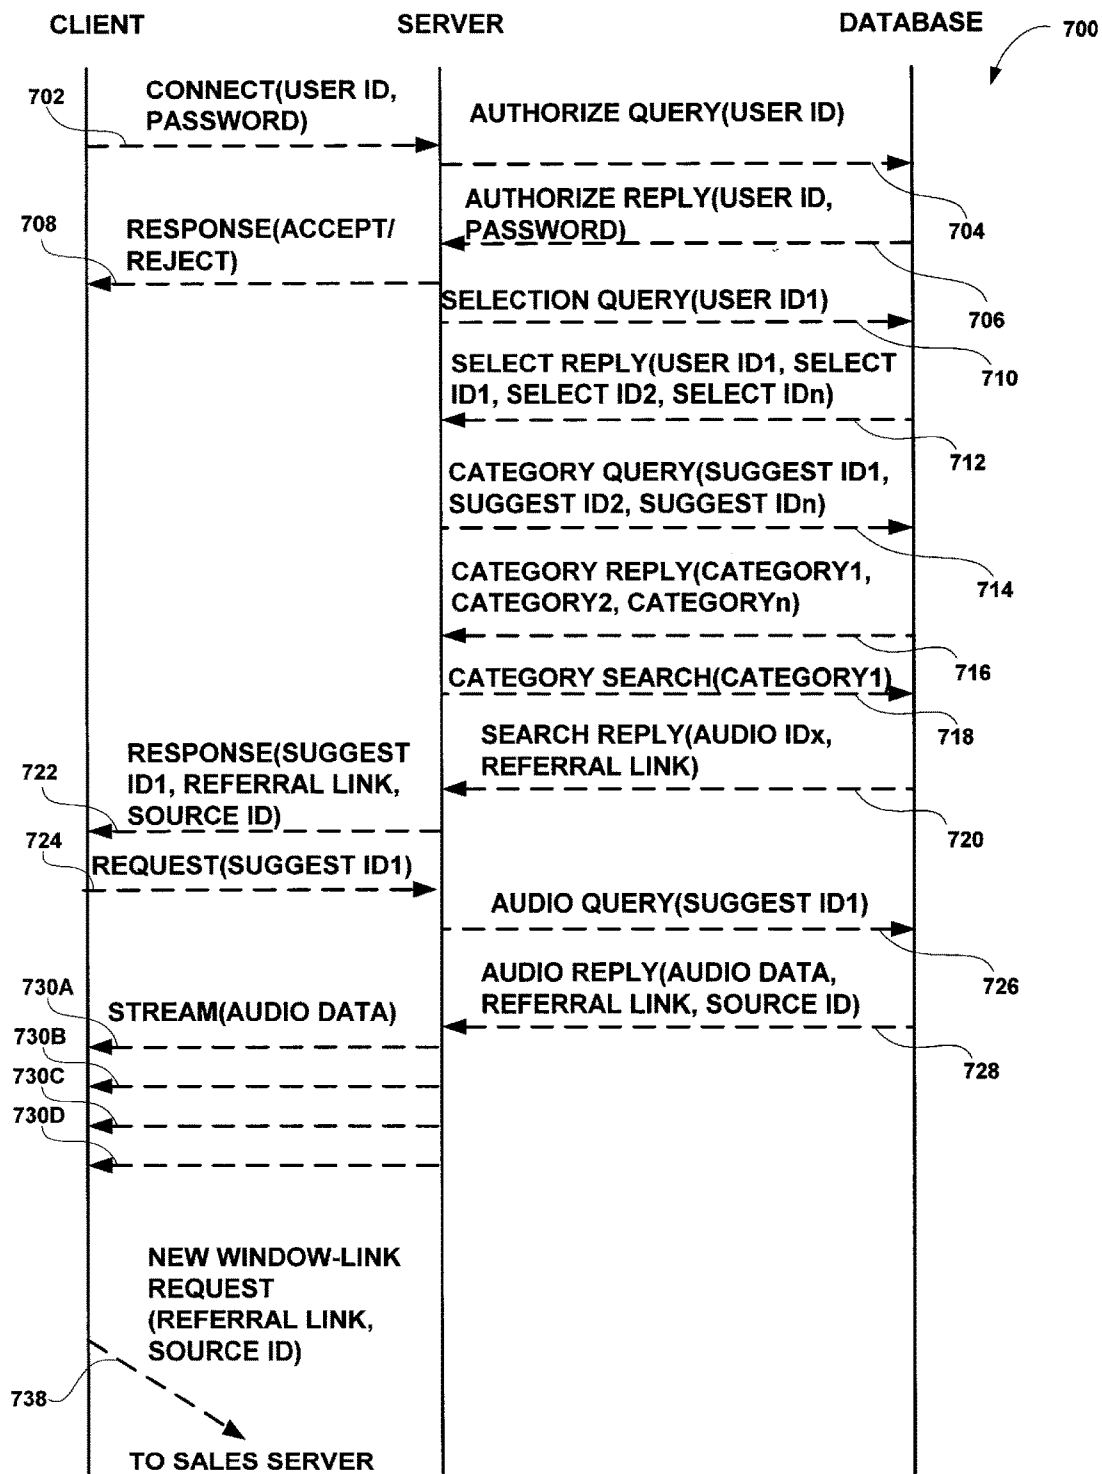 CLIENT
SERVER
DATABASE
700
702
CONNECT(USER ID,
PASSWORD)
AUTHORIZE QUERY(USER ID)
704
AUTHORIZE REPLY(USER ID,
PASSWORD)
706
708
RESPONSE(ACCEPT/
REJECT)
SELECTION QUERY(USER ID1)
710
SELECT REPLY(USER ID1, SELECT
ID1, SELECT ID2, SELECT IDn)
712
CATEGORY QUERY(SUGGEST ID1,
SUGGEST ID2, SUGGEST IDn)
714
CATEGORY REPLY(CATEGORY1,
CATEGORY2, CATEGORYn)
716
CATEGORY SEARCH(CATEGORY1)
718
SEARCH REPLY(AUDIO IDx,
REFERRAL LINK)
720
722
RESPONSE(SUGGEST
ID1, REFERRAL LINK,
SOURCE ID)
724
REQUEST(SUGGEST ID1)
AUDIO QUERY(SUGGEST ID1)
726
AUDIO REPLY(AUDIO DATA,
REFERRAL LINK, SOURCE ID)
728
730A
STREAM(AUDIO DATA)
730B
730C
730D
NEW WINDOW-LINK
REQUEST
(REFERRAL LINK,
SOURCE ID)
738
TO SALES SERVER